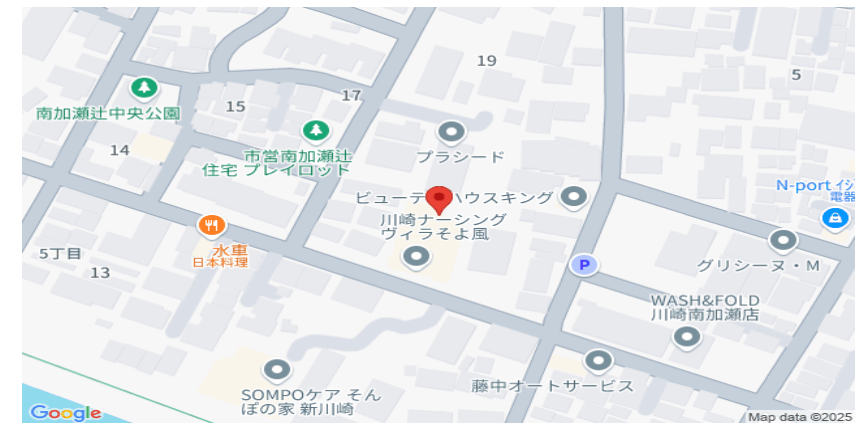 19
5
17
15
南加瀬辻中央公園
14
市営南加瀬辻
住宅 プレイロット
プラシード
ビューテ
ハウスキング
N-port
電器
川崎ナーシング
ヴィラそよ風
水車
日本料理
5丁目
13
P
グリシーヌ・M
WASH&FOLD
川崎南加瀬店
藤中オートサービス
SOMPOケア そん
ぽの家 新川崎
Google
Map data ©2025